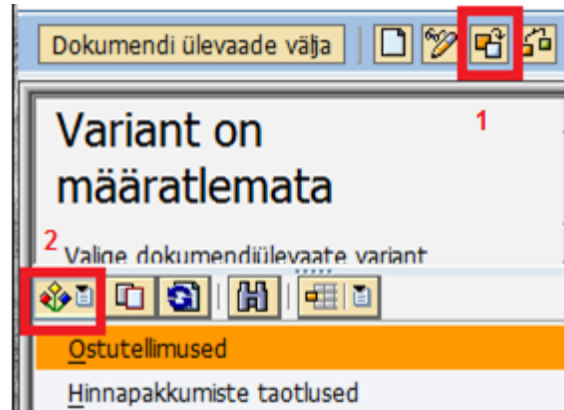 Dokumendi ülevaade välja
1
Variant on
määratlemata
2
Valige dokumendiülevaate variant
Ostutellimused
Hinnapakkumiste taotlused